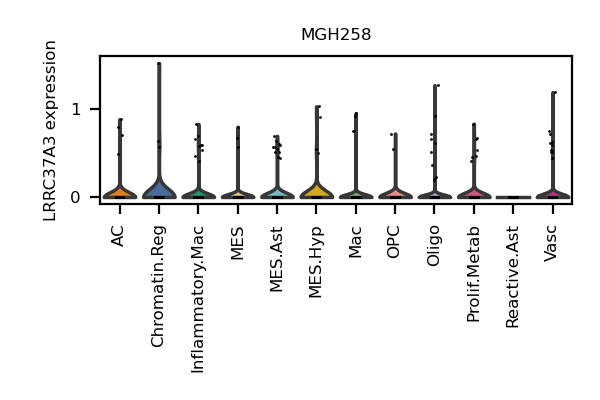 MGH258
LRRC37A3 expression
1
0
AC
Chromatin.Reg
Inflammatory.Mac
MES
MES.Ast
MES.Hyp
Mac
OPC
Oligo
Prolif.Metab
Reactive.Ast
Vasc